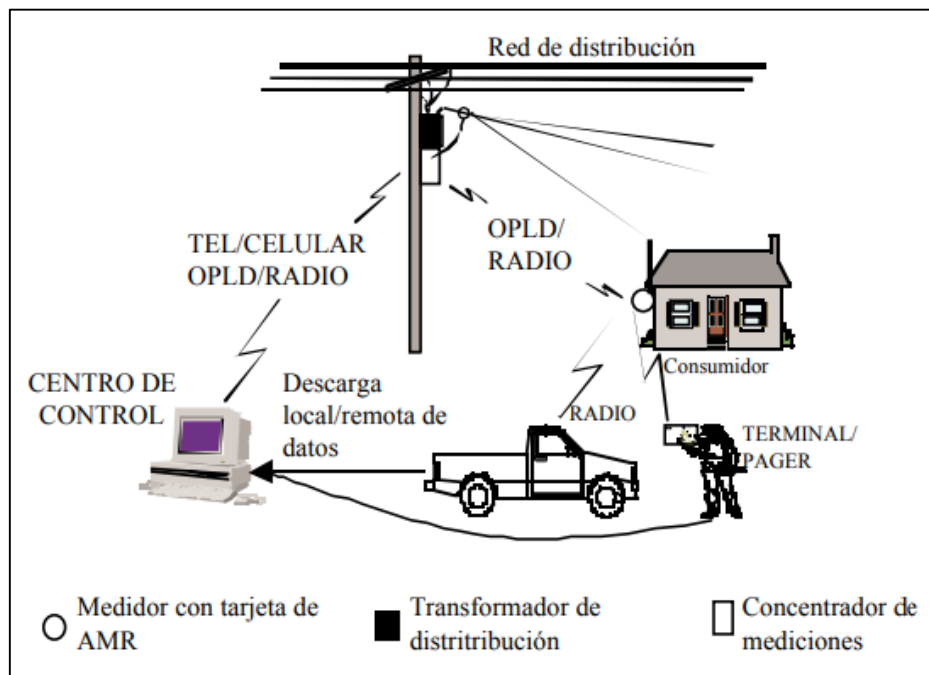 Red de distribución
TEL/CELULAR
OPLD/RADIO
OPLD/
RADIO
Consumidor
CENTRO DE
CONTROL
Descarga
local/remota de
datos
RADIO
TERMINAL/
PAGER
Medidor con tarjeta de
AMR
Transformador de
distritribución
Concentrador de
mediciones